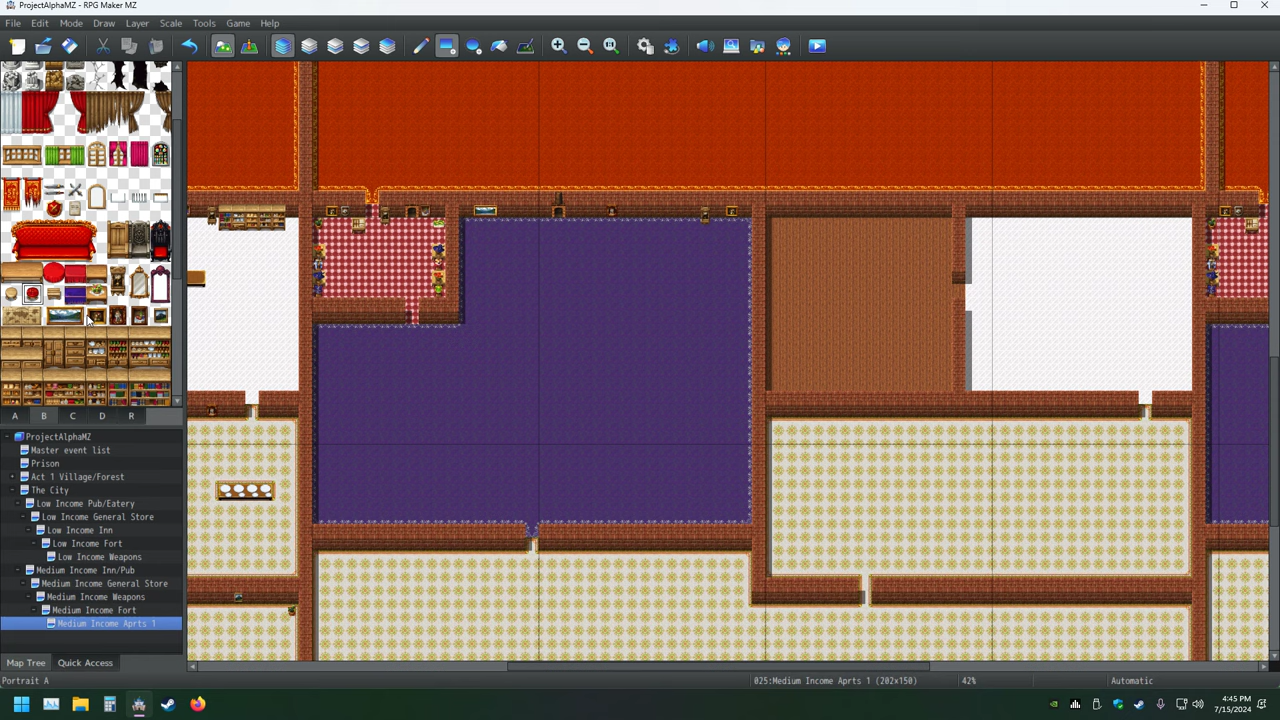 ProjectAlphaMZ - RPG Maker MZ
File Edit Mode Draw Layer Scale Tools Game Help
A B C D R
ProjectAlphaMZ
Master event list
Prison
Act 1 Village/Forest
The City
Low Income Pub/Eatery
Low Income General Store
Low Income Inn
Low Income Fort
Low Income Weapons
Medium Income Inn/Pub
Medium Income General Store
Medium Income Weapons
Medium Income Fort
Medium Income Aprts 1
Map Tree Quick Access
Portrait A 025:Medium Income Aprts 1 (202x150) 42% Automatic
4:45 PM
7/15/2024